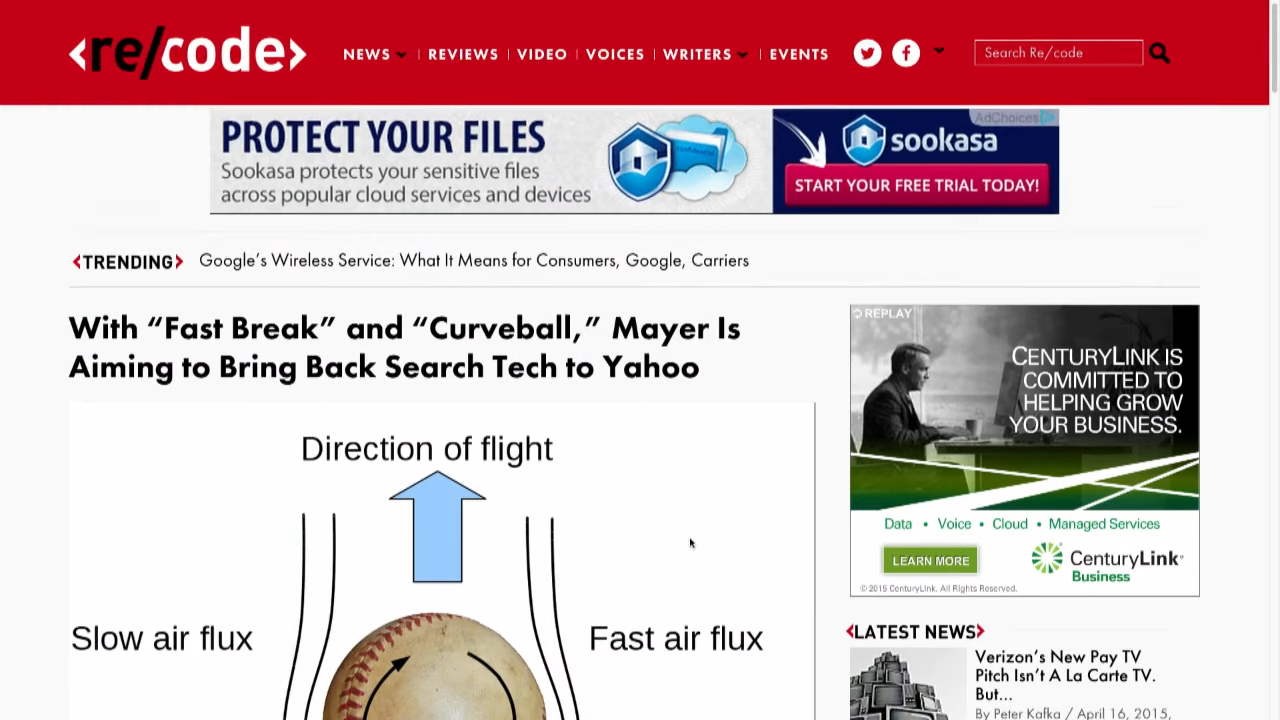 <re/code>
NEWS
REVIEWS
VIDEO
VOICES
WRITERS
EVENTS
Search Re/code
PROTECT YOUR FILES
Sookasa protects your sensitive files
across popular cloud services and devices
AdChoices
sookasa
START YOUR FREE TRIAL TODAY!
<TRENDING>
Google's Wireless Service: What It Means for Consumers, Google, Carriers
With “Fast Break” and “Curveball,” Mayer Is
Aiming to Bring Back Search Tech to Yahoo
Direction of flight
Slow air flux
Fast air flux
REPLAY
CENTURYLINK IS
COMMITTED TO
HELPING GROW
YOUR BUSINESS.
Data • Voice • Cloud • Managed Services
LEARN MORE
CenturyLink
Business
© 2015 CenturyLink. All Rights Reserved.
<LATEST NEWS>
Verizon's New Pay TV
Pitch Isn't A La Carte TV.
But...
By Peter Kafka / April 16, 2015,